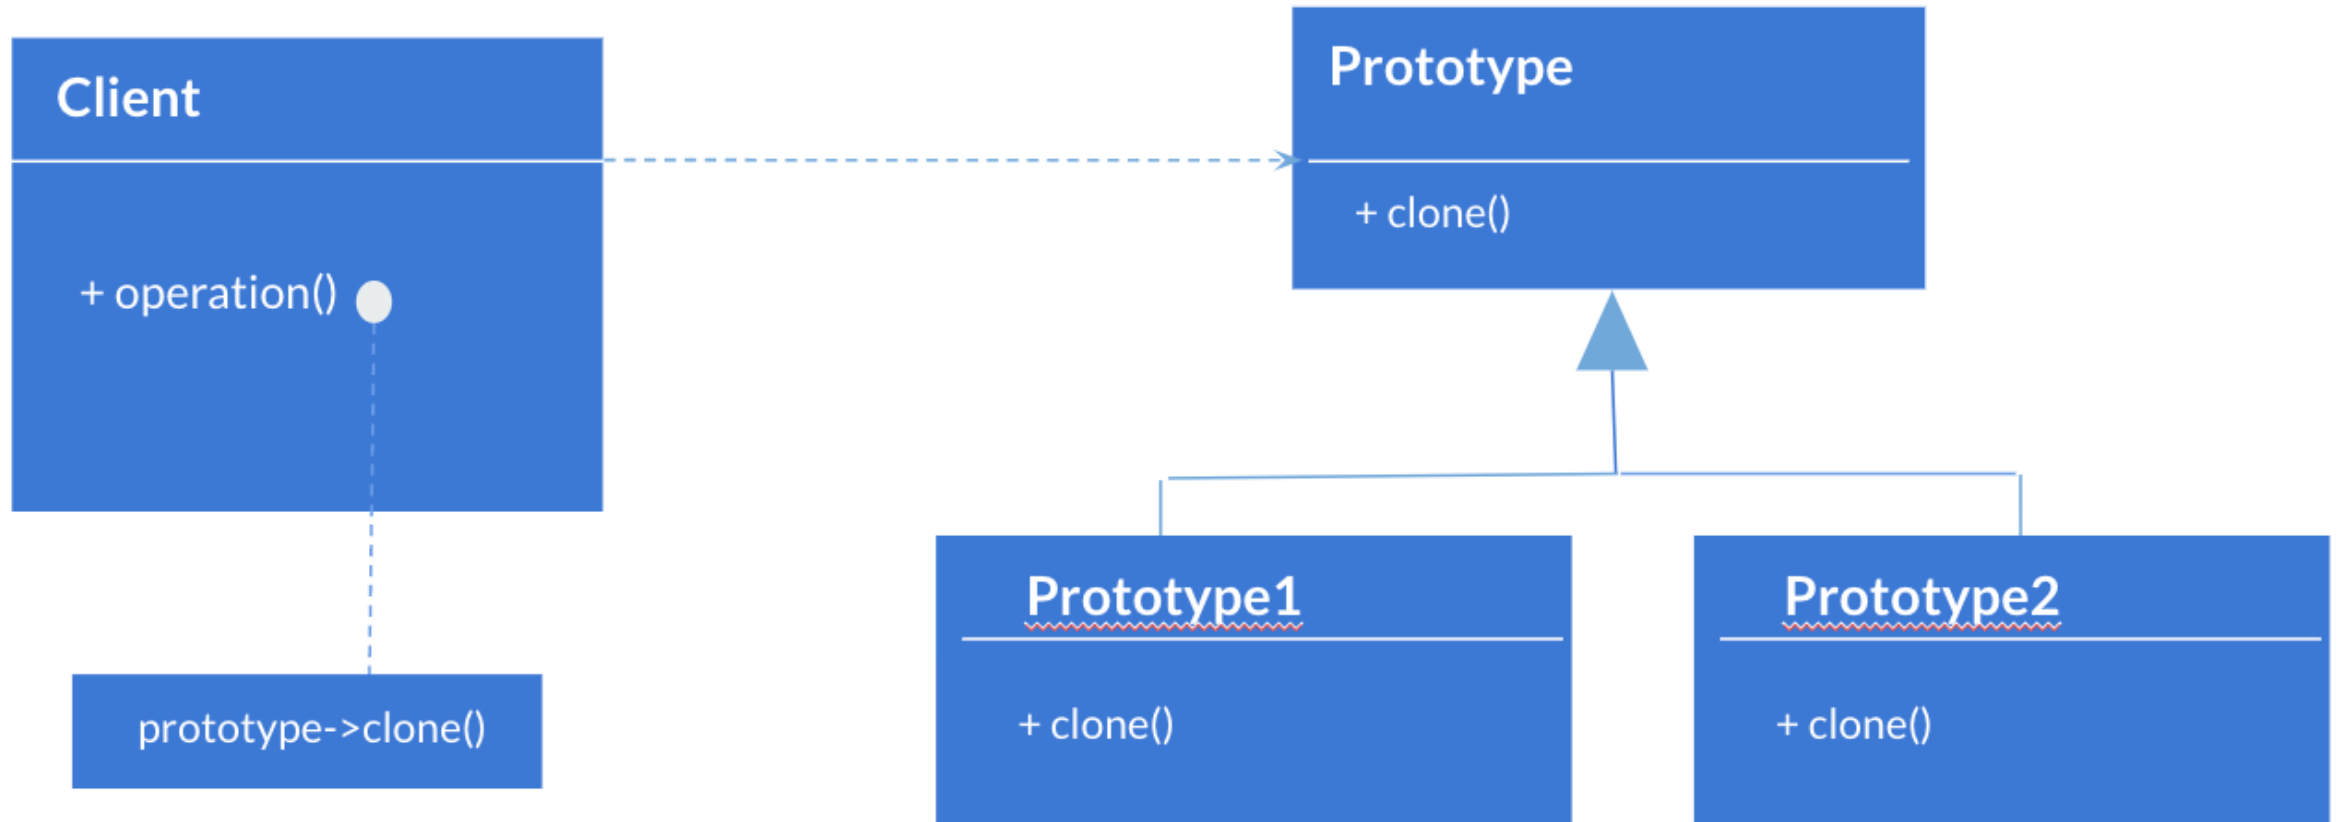 Client
+ operation()
prototype->clone()
Prototype
+ clone()
Prototype1
+ clone()
Prototype2
+ clone()